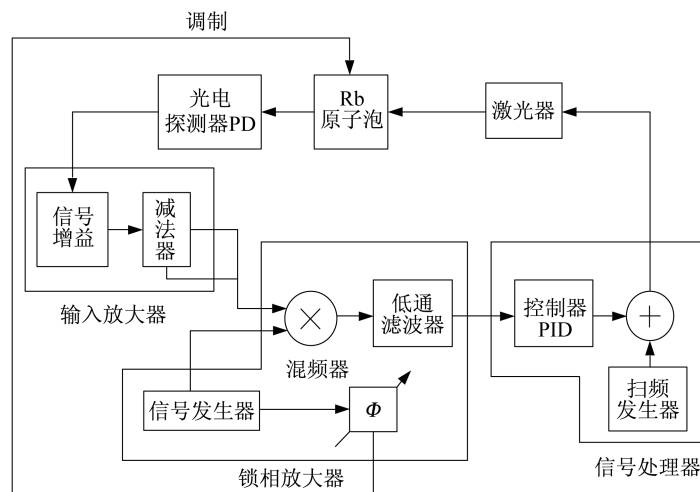 调制
光电
探测器PD
Rb
原子泡
激光器
信号
增益
减
法
器
输入放大器
混频器
低通
滤波器
控制器
PID
信号发生器
Φ
扫频
发生器
锁相放大器
信号处理器